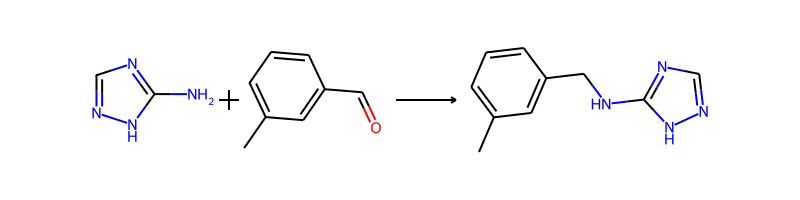 N NH₂ + N N H O HN N N N H